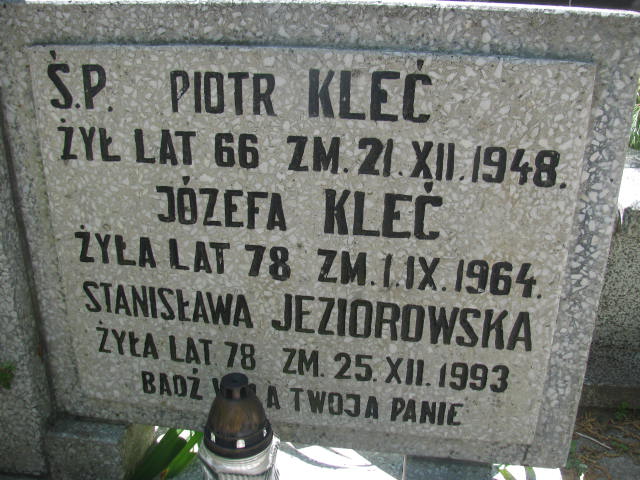 Ś.P. PIOTR KLEĆ
ŻYŁ LAT 66 ZM. 21. XII. 1948.
JÓZEFA KLEĆ
ŻYŁA LAT 78 ZM. I. IX. 1964.
STANISŁAWA JEZIOROWSKA
ŻYŁA LAT 78 ZM. 25. XII. 1993
BADŹ TWOJA PANIE